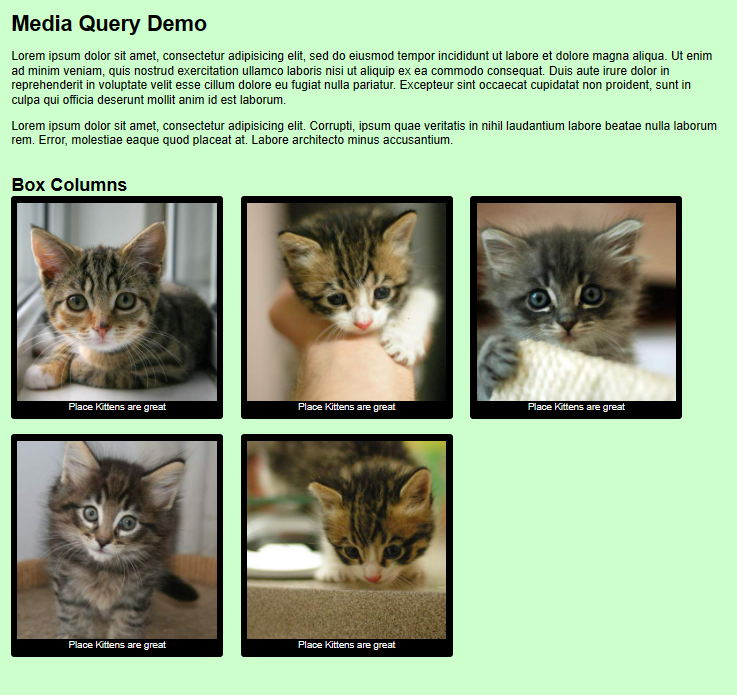 Media Query Demo
Lorem ipsum dolor sit amet, consectetur adipisicing elit, sed do eiusmod tempor incididunt ut labore et dolore magna aliqua. Ut enim
ad minim veniam, quis nostrud exercitation ullamco laboris nisi ut aliquip ex ea commodo consequat. Duis aute irure dolor in
reprehenderit in voluptate velit esse cillum dolore eu fugiat nulla pariatur. Excepteur sint occaecat cupidatat non proident, sunt in
culpa qui officia deserunt mollit anim id est laborum.
Lorem ipsum dolor sit amet, consectetur adipisicing elit. Corrupti, ipsum quae veritatis in nihil laudantium labore beatae nulla laborum
rem. Error, molestiae eaque quod placeat at. Labore architecto minus accusantium.
Box Columns
Place Kittens are great
Place Kittens are great
Place Kittens are great
Place Kittens are great
Place Kittens are great